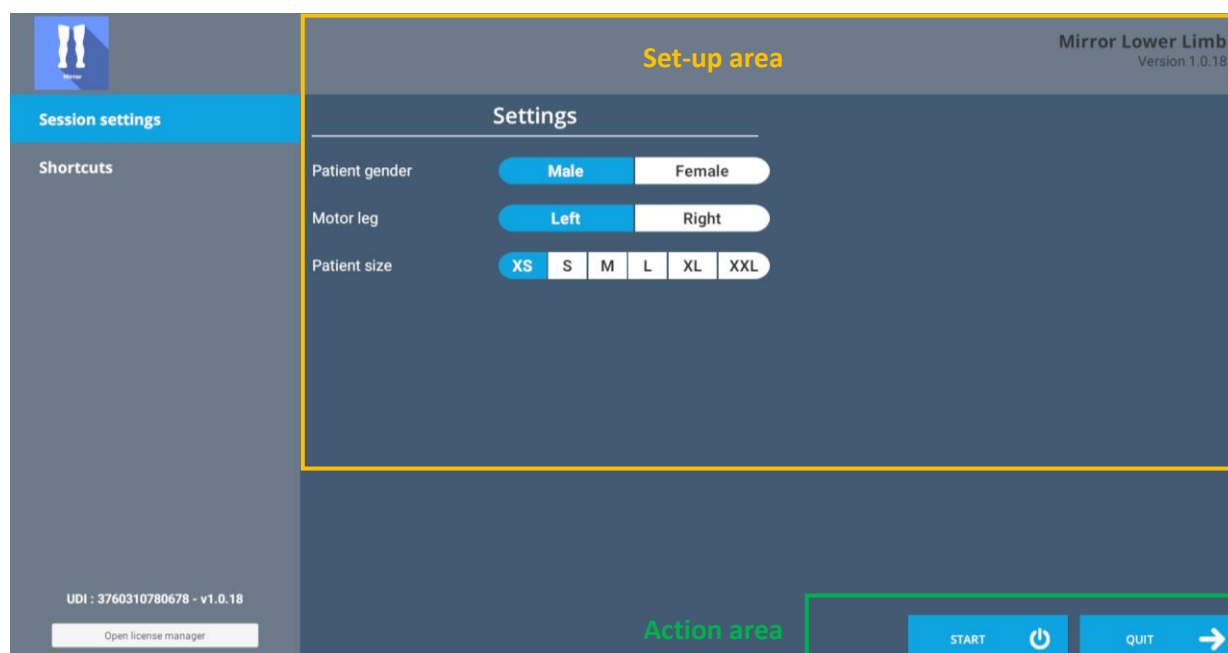 Mirror
Set-up area
Mirror Lower Limb
Version 1.0.18
Session settings
Shortcuts
Settings
Patient gender Male Female
Motor leg Left Right
Patient size XS S M L XL XXL
UDI : 3760310780678 - v1.0.18
Open license manager
Action area
START QUIT